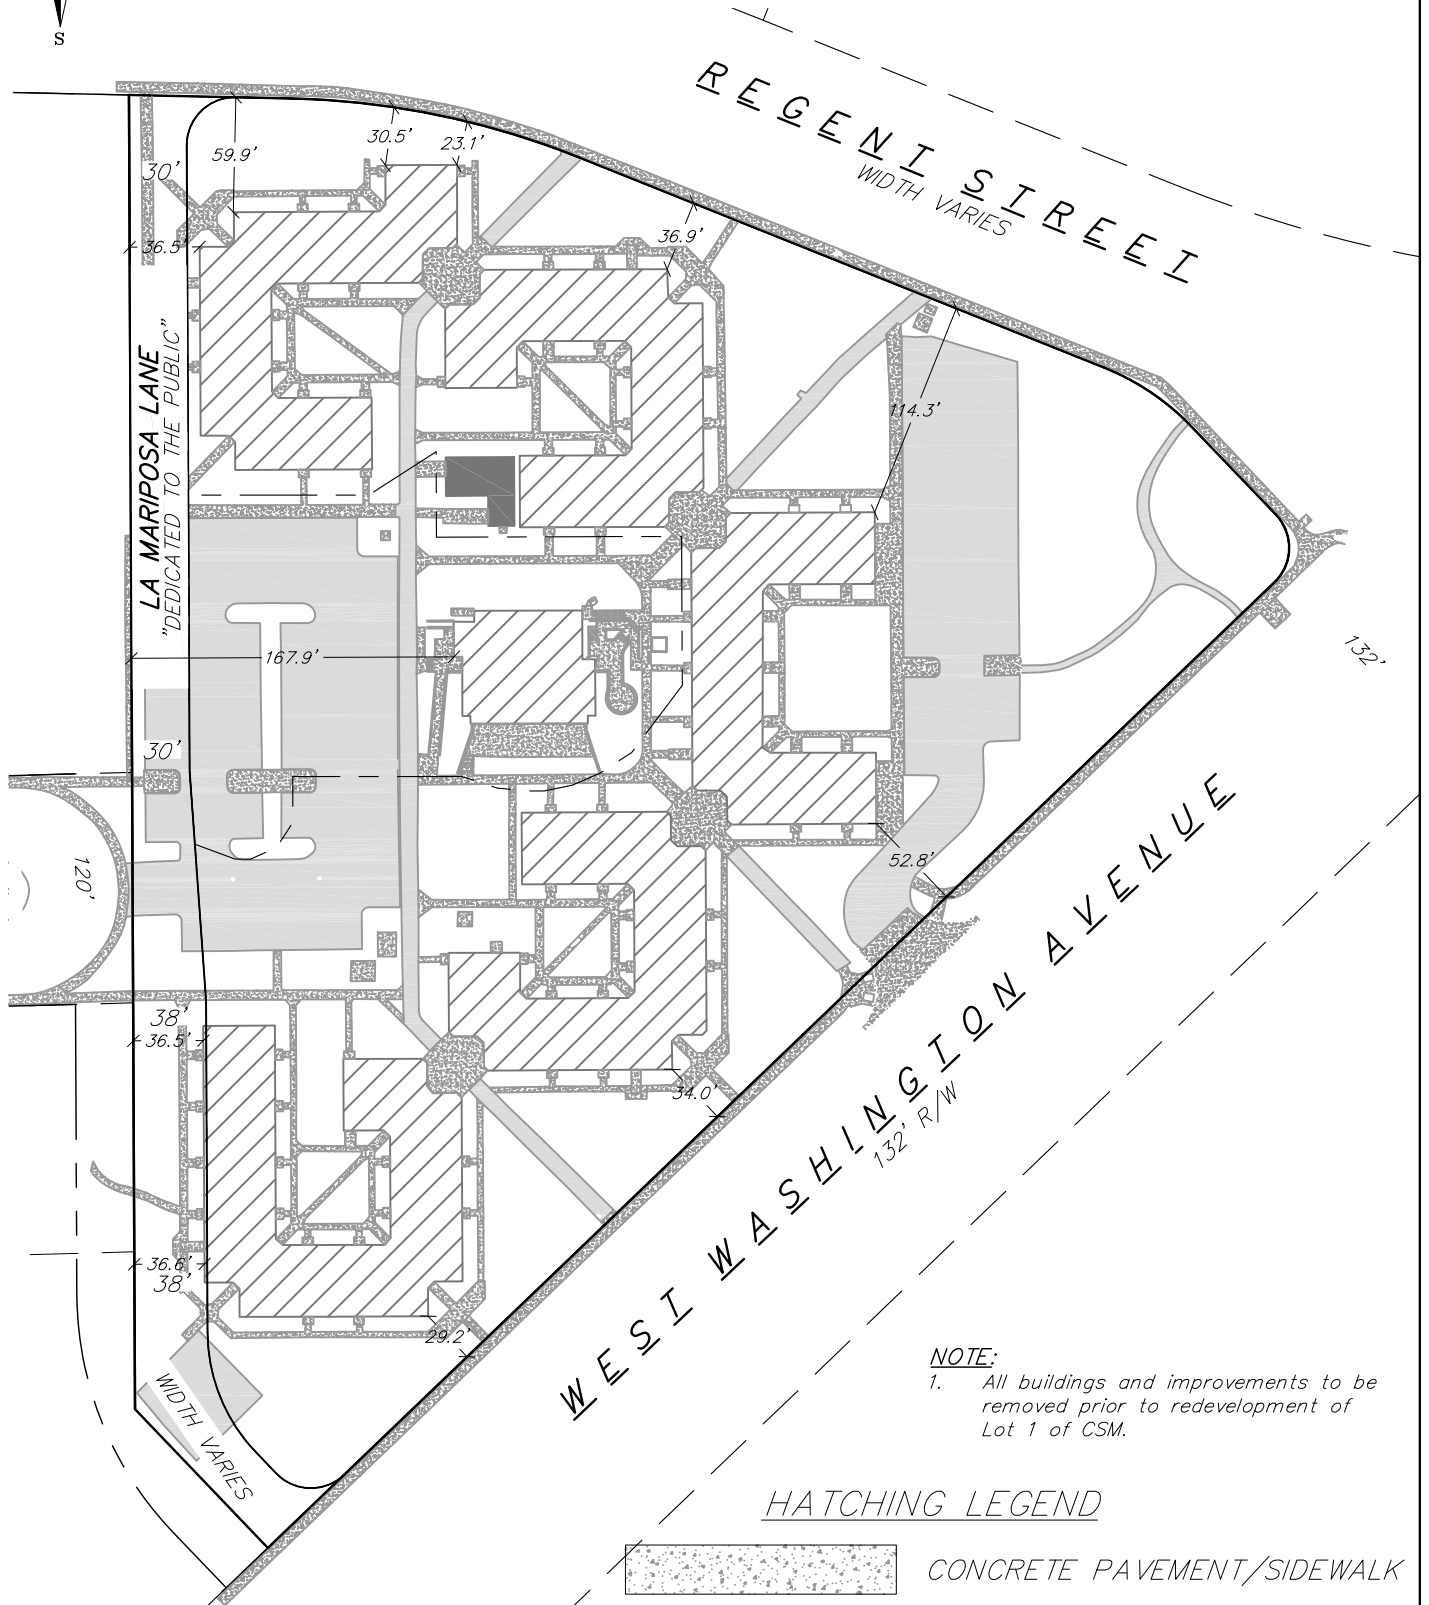 S
REGENT STREET
WIDTH VARIES
30'
59.9'
30.5'
23.1'
36.5'
36.9'
114.3'
LA MARIPOSA LANE
"DEDICATED TO THE PUBLIC"
167.9'
132'
30'
120'
52.8'
38'
36.5'
34.0'
WEST WASHINGTON AVENUE
132' R/W
36.6'
38'
29.2'
WIDTH VARIES
NOTE:
1. All buildings and improvements to be
removed prior to redevelopment of
Lot 1 of CSM.
HATCHING LEGEND
CONCRETE PAVEMENT/SIDEWALK